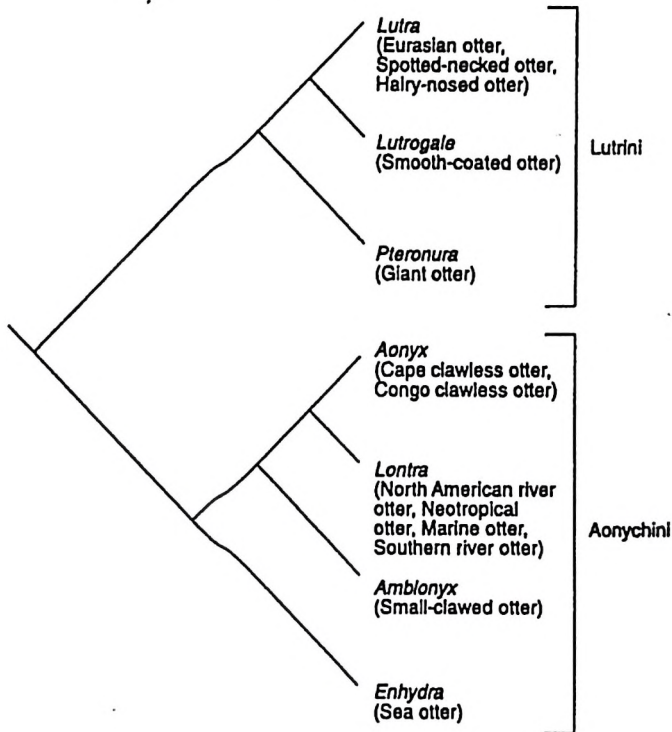 Lutra
(Eurasian otter,
Spotted-necked otter,
Hairy-nosed otter)
Lutrogale
(Smooth-coated otter)
Lutrini
Pteronura
(Giant otter)
Aonyx
(Cape clawless otter,
Congo clawless otter)
Lontra
(North American river
otter, Neotropical
otter, Marine otter,
Southern river otter)
Aonychini
Amblonyx
(Small-clawed otter)
Enhydra
(Sea otter)